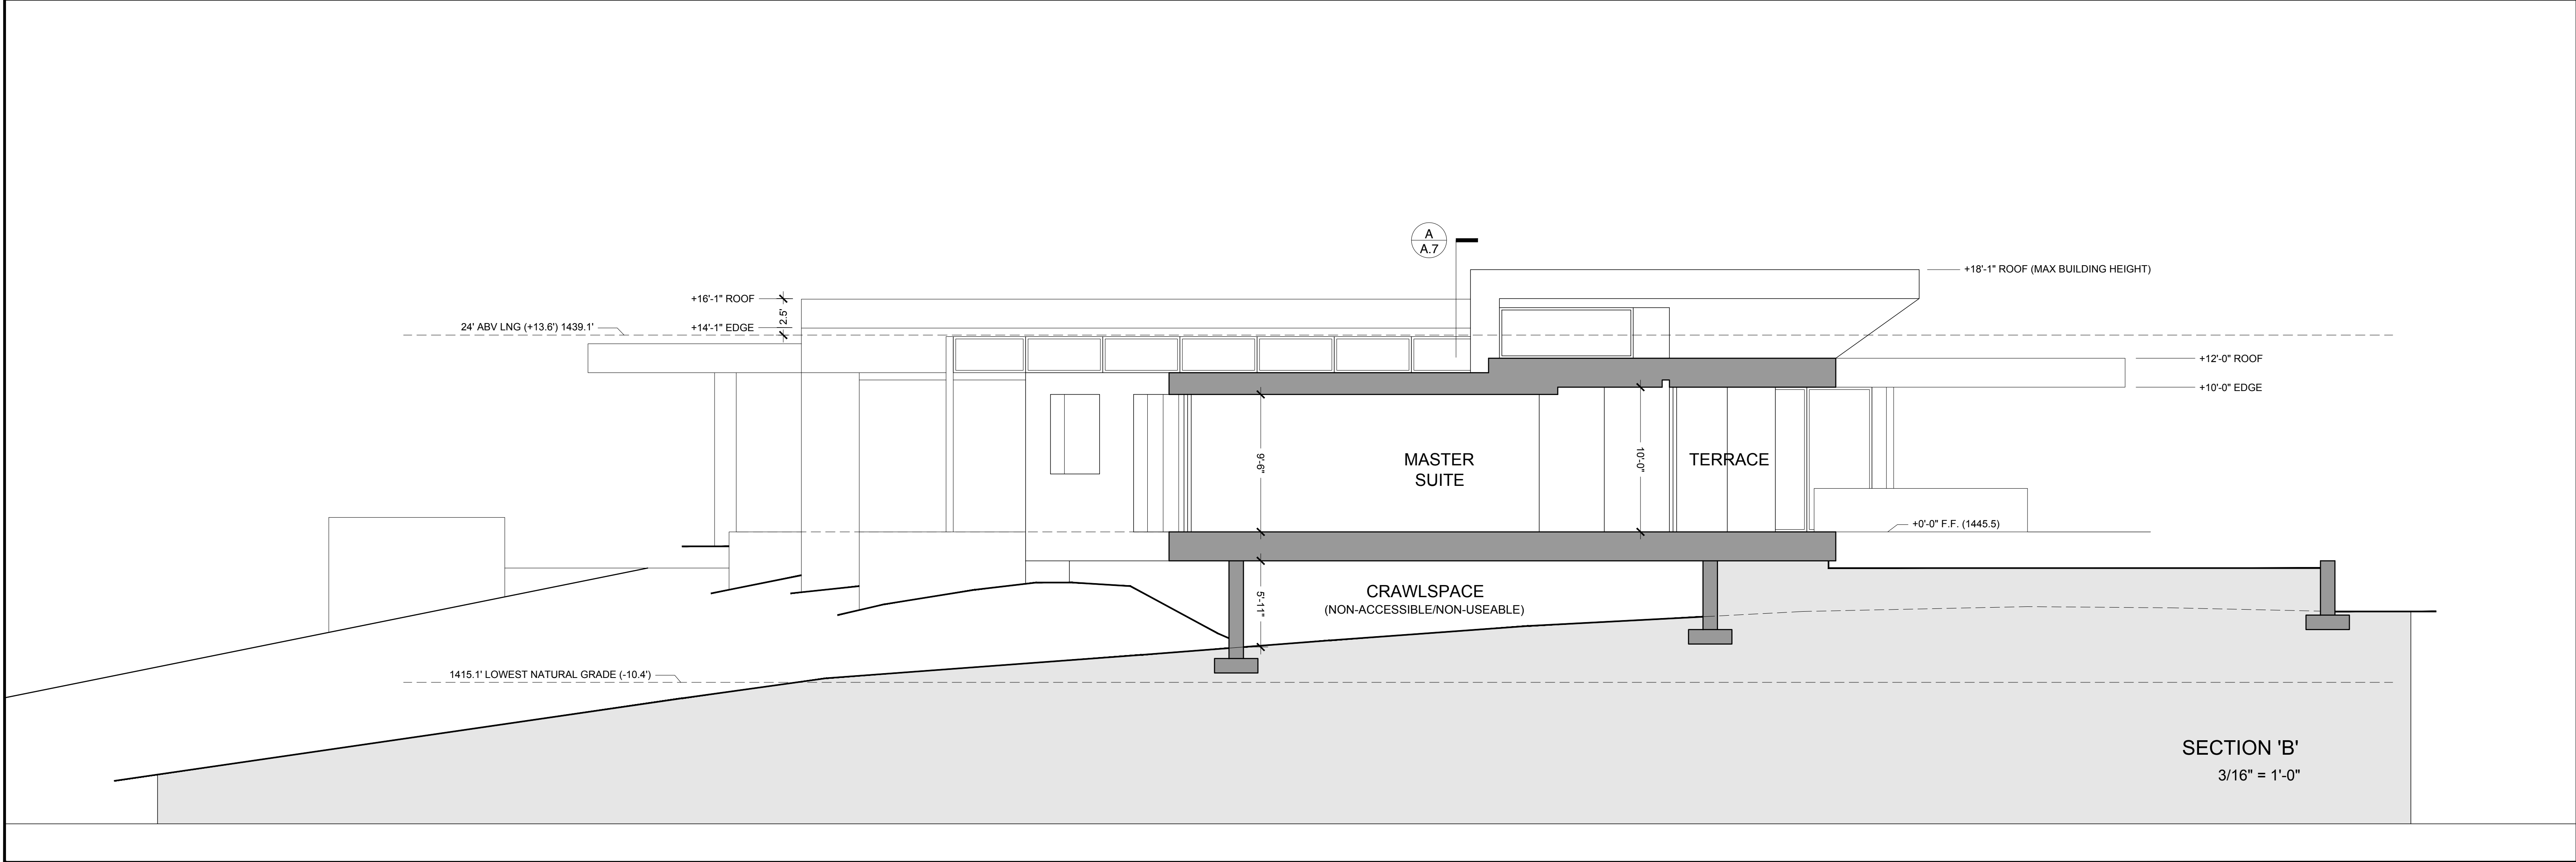 A
A.7
+18'-1" ROOF (MAX BUILDING HEIGHT)
+16'-1" ROOF
2.5'
24' ABV LNG (+13.6') 1439.1'
+14'-1" EDGE
+12'-0" ROOF
+10'-0" EDGE
9'-6"
MASTER
SUITE
10'-0"
TERRACE
+0'-0" F.F. (1445.5)
5'-11"
CRAWLSPACE
(NON-ACCESSIBLE/NON-USEABLE)
1415.1' LOWEST NATURAL GRADE (-10.4')
SECTION 'B'
3/16" = 1'-0"